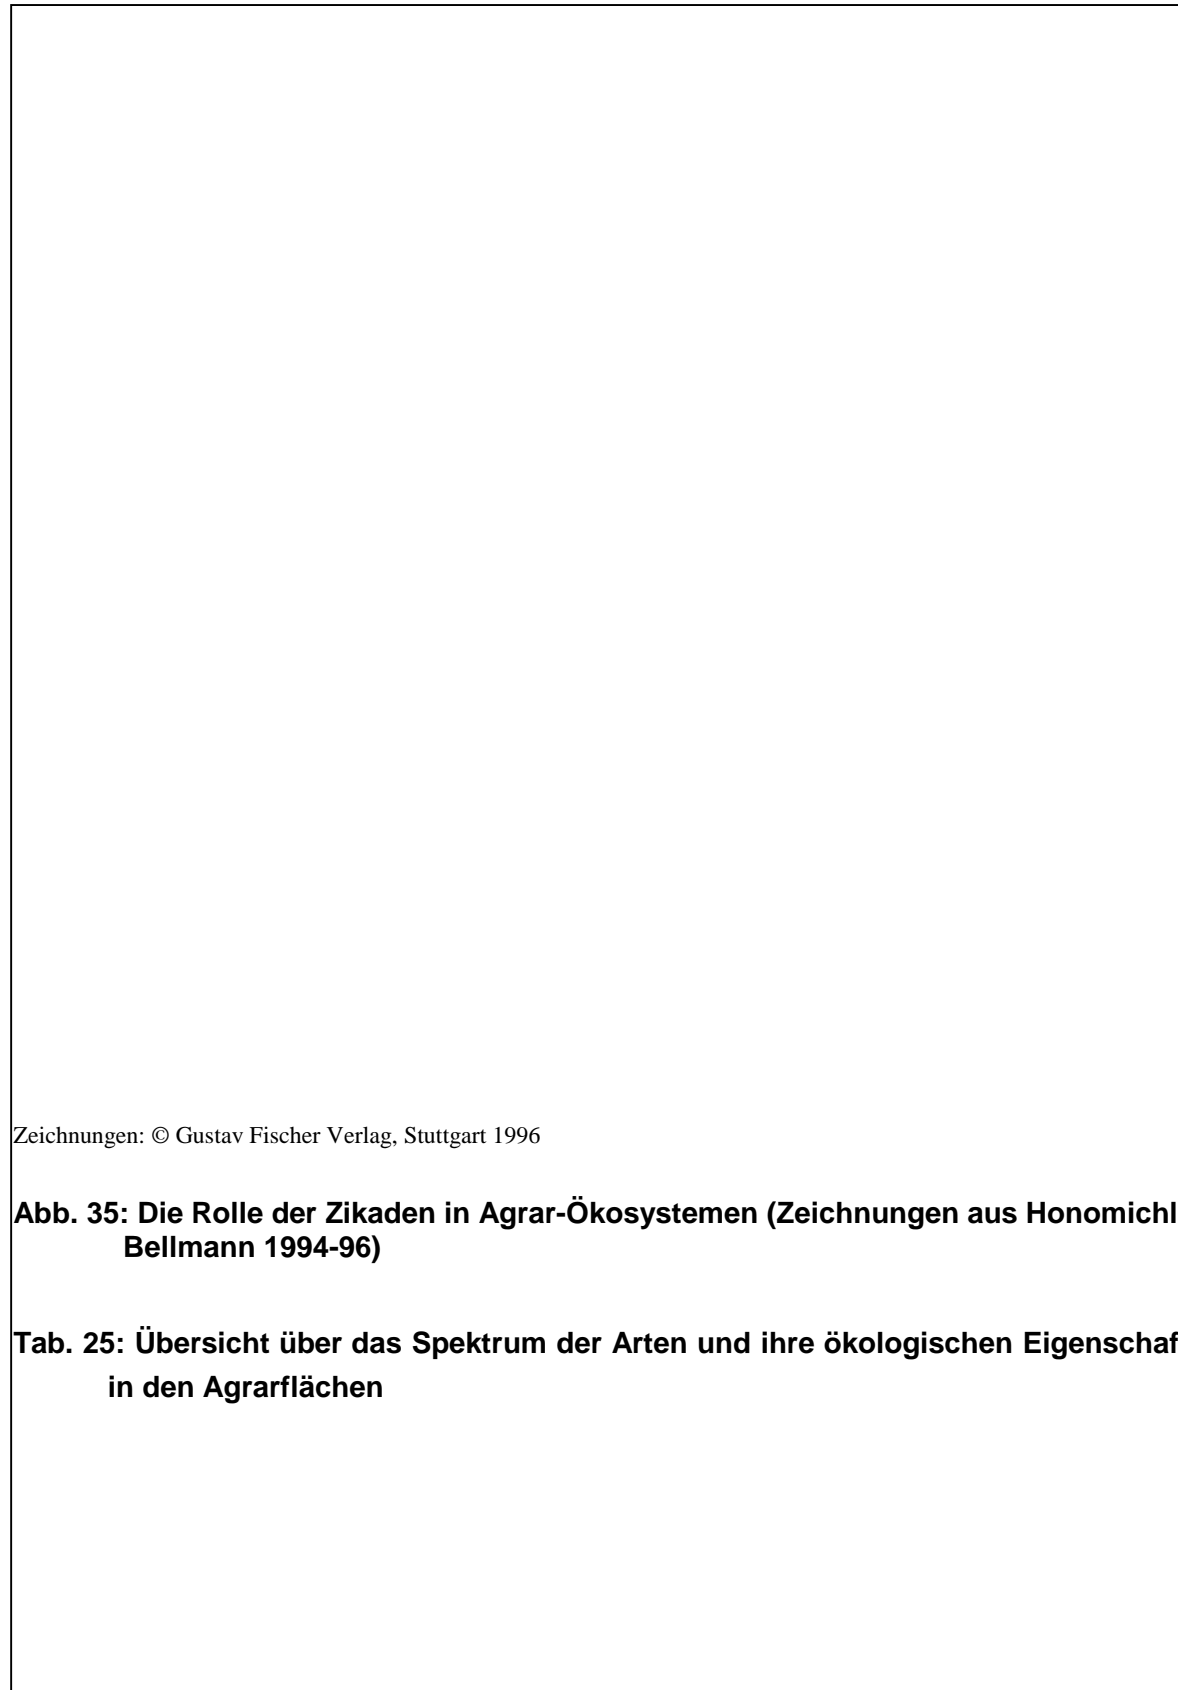 Zeichnungen: © Gustav Fischer Verlag, Stuttgart 1996
Abb. 35: Die Rolle der Zikaden in Agrar-Ökosystemen (Zeichnungen aus Honomichl
Bellmann 1994-96)
Tab. 25: Übersicht über das Spektrum der Arten und ihre ökologischen Eigenschaf
in den Agrarflächen